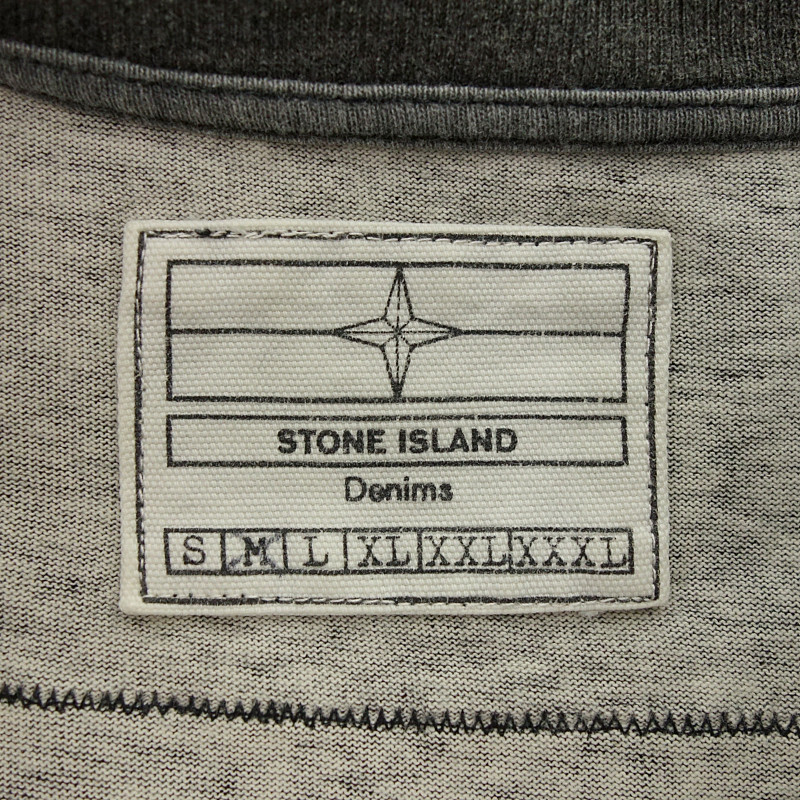 STONE ISLAND
Denims
S M L XL XXL XXXL